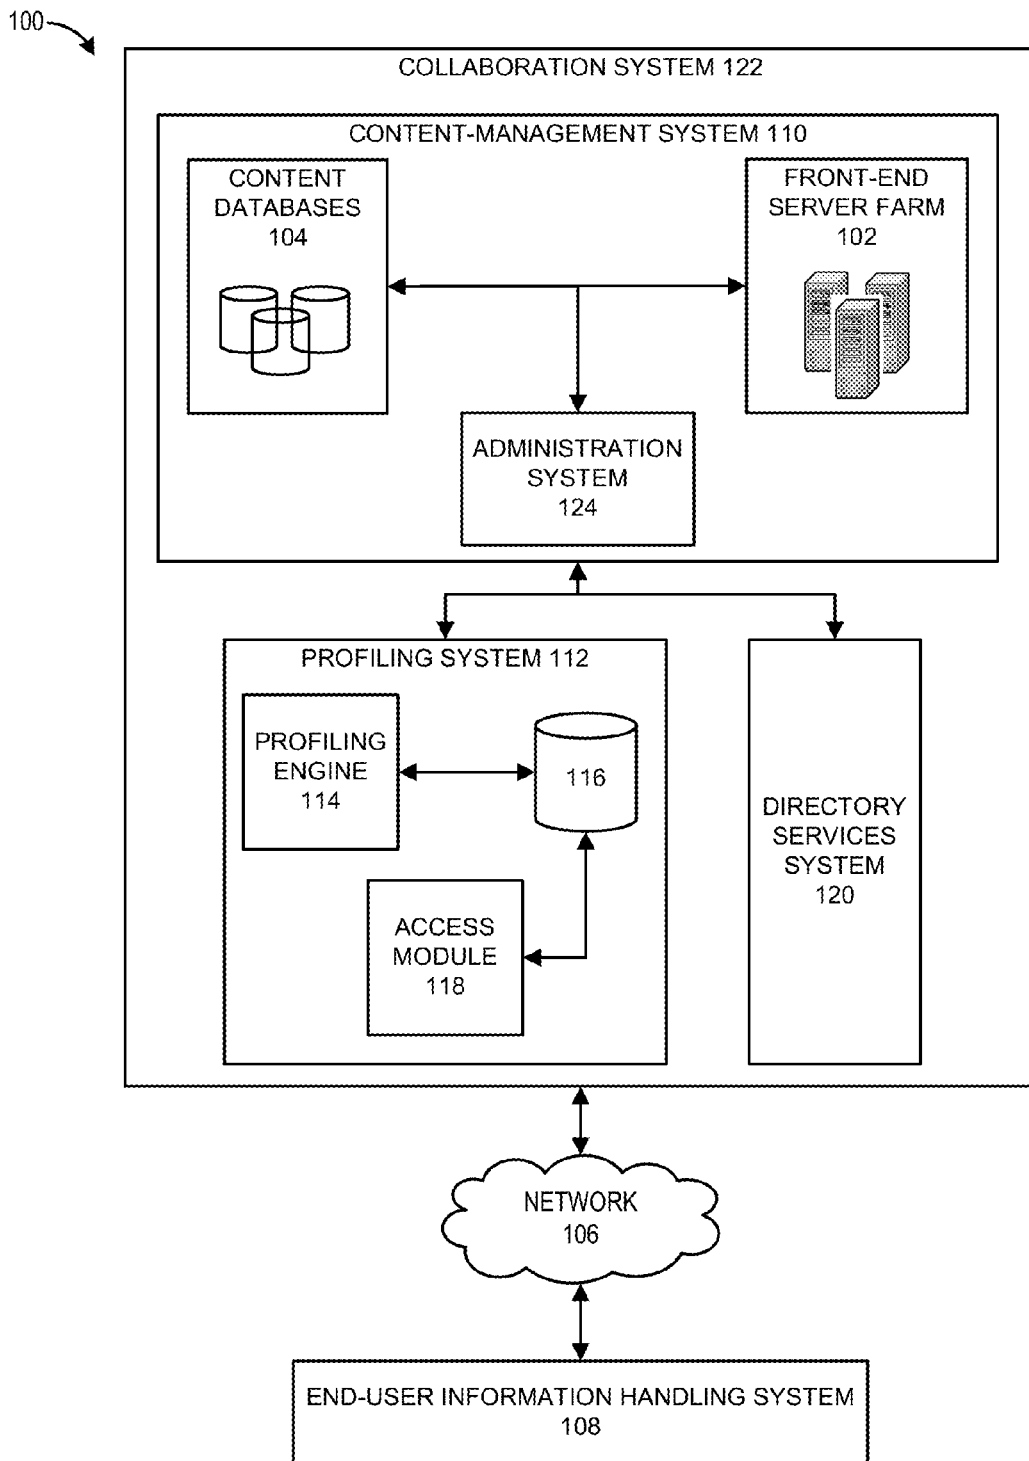 100
COLLABORATION SYSTEM 122
CONTENT-MANAGEMENT SYSTEM 110
CONTENT
DATABASES
104
FRONT-END
SERVER FARM
102
ADMINISTRATION
SYSTEM
124
PROFILING SYSTEM 112
PROFILING
ENGINE
114
116
ACCESS
MODULE
118
DIRECTORY
SERVICES
SYSTEM
120
NETWORK
106
END-USER INFORMATION HANDLING SYSTEM
108